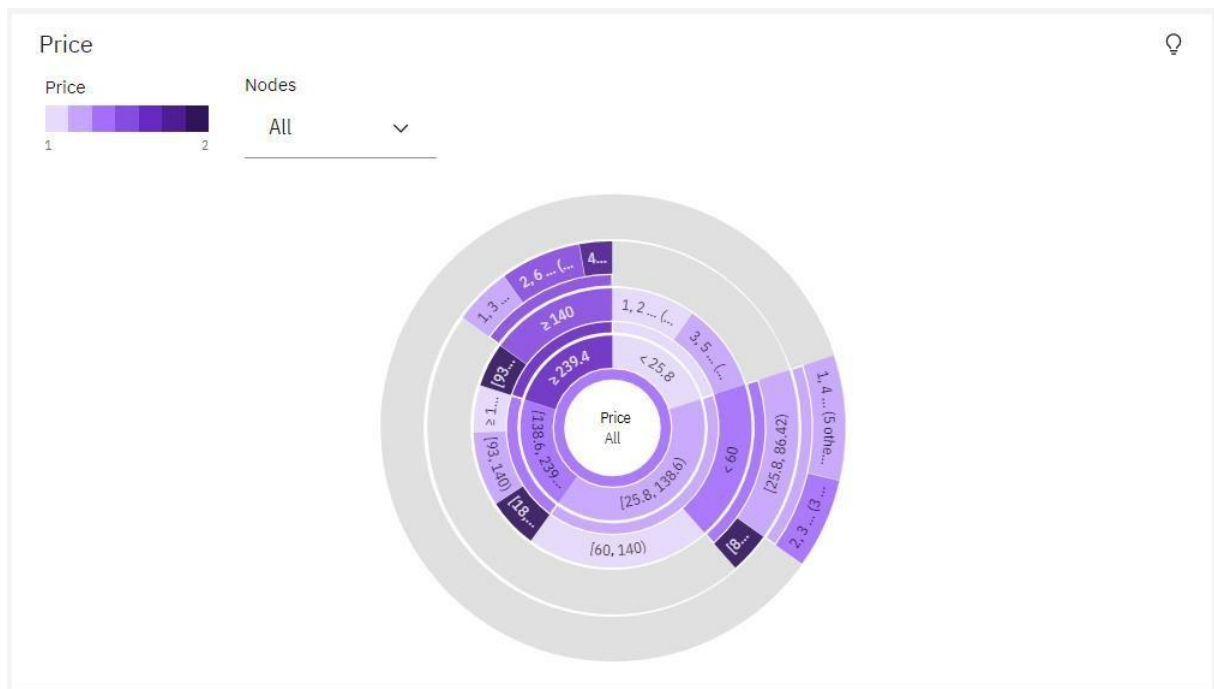 Price
Price
Nodes
All
1
2
Price
All
< 25.8
[25.8, 138.6)
[138.6, 239...
≥ 239.4
1, 2 ... (...
3, 5 ... (...
< 60
[60, 140)
[18,...
[93, 140)
≥ 1...
[93...
≥ 140
[25.8, 86.42)
[8...
1, 3 ...
2, 6 ... (...
4...
1, 4 ... (5 othe...
2, 3 ... (3 ...